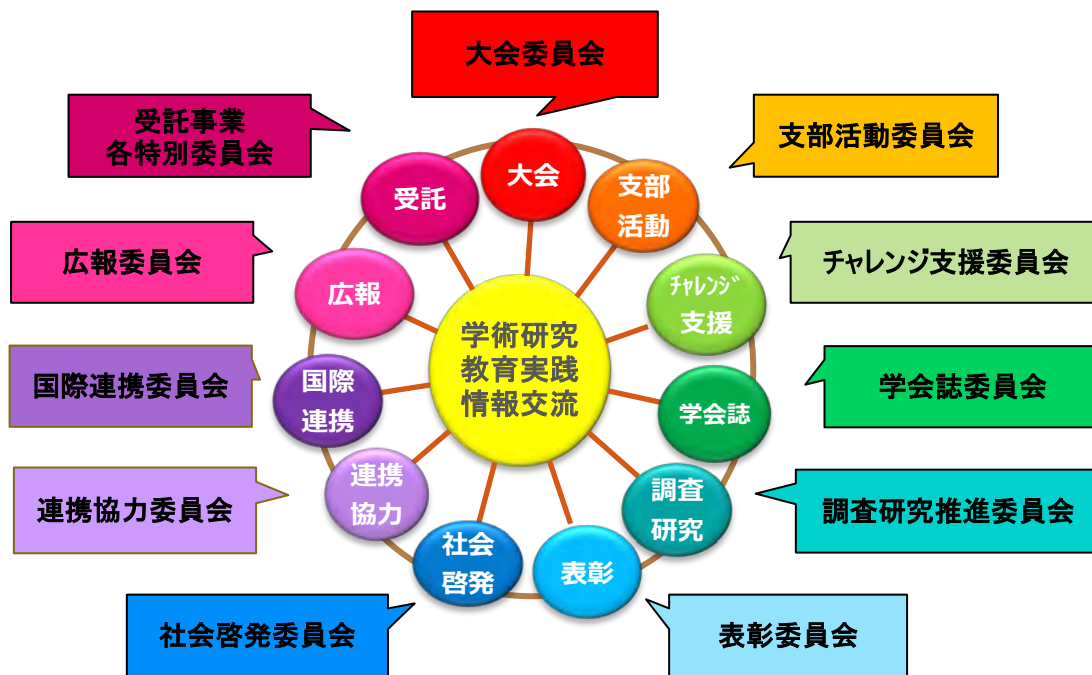 大会委員会
受託事業
各特別委員会
支部活動委員会
広報委員会
チャレンジ支援委員会
国際連携委員会
学会誌委員会
連携協力委員会
調査研究推進委員会
社会啓発委員会
表彰委員会
大会
支部
活動
ﾁｬﾚﾝｼﾞ
支援
学会誌
調査
研究
表彰
社会
啓発
連携
協力
国際
連携
広報
受託
学術研究
教育実践
情報交流